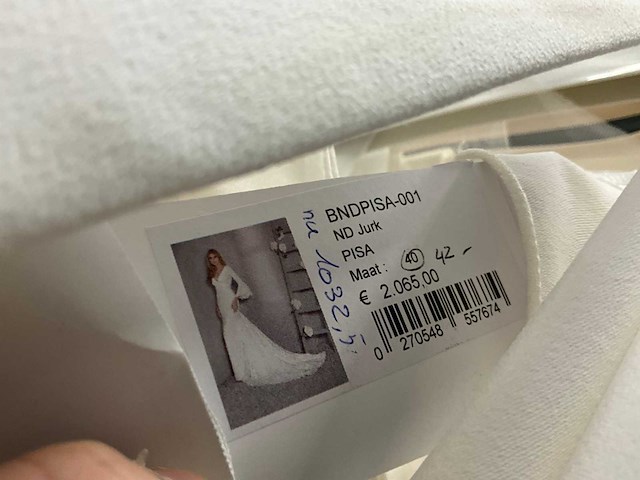 BNDPISA-001
ND Jurk
PISA
Maat: 40 42 -
€ 2.065,00
0 270548 557674
nu 1032,5